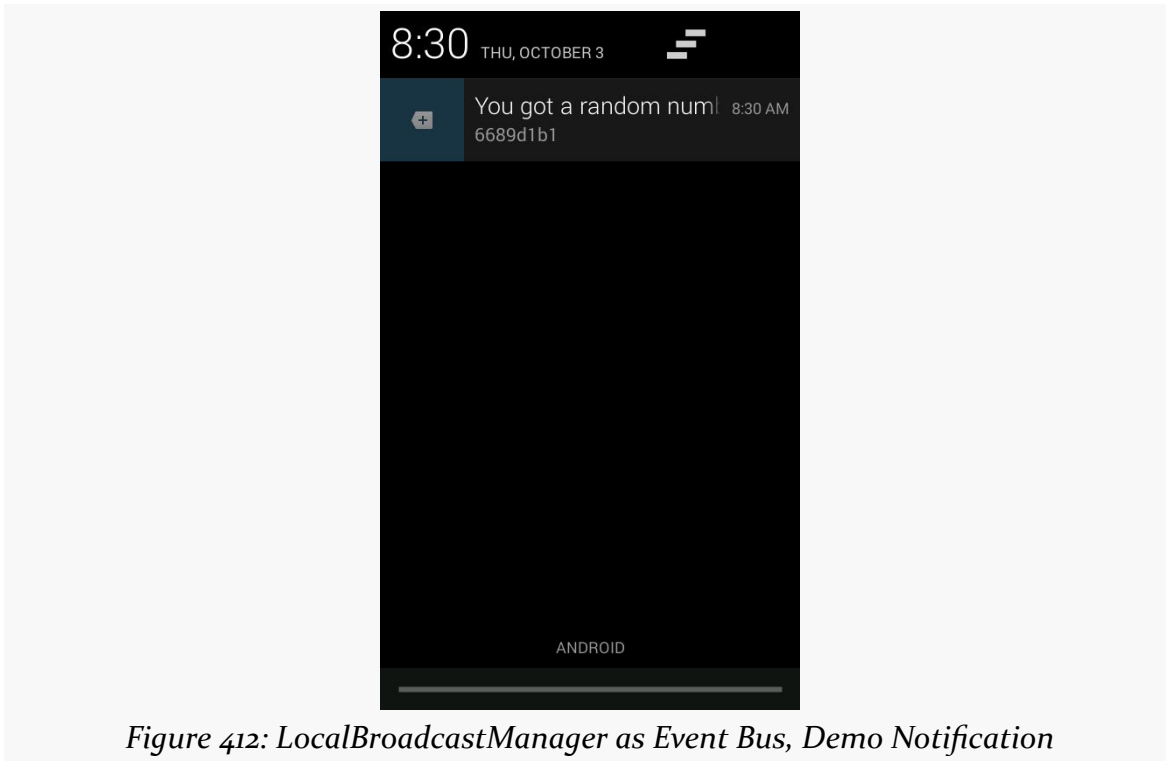 8:30 THU, OCTOBER 3
You got a random num 8:30 AM
6689d1b1
ANDROID
Figure 412: LocalBroadcastManager as Event Bus, Demo Notification